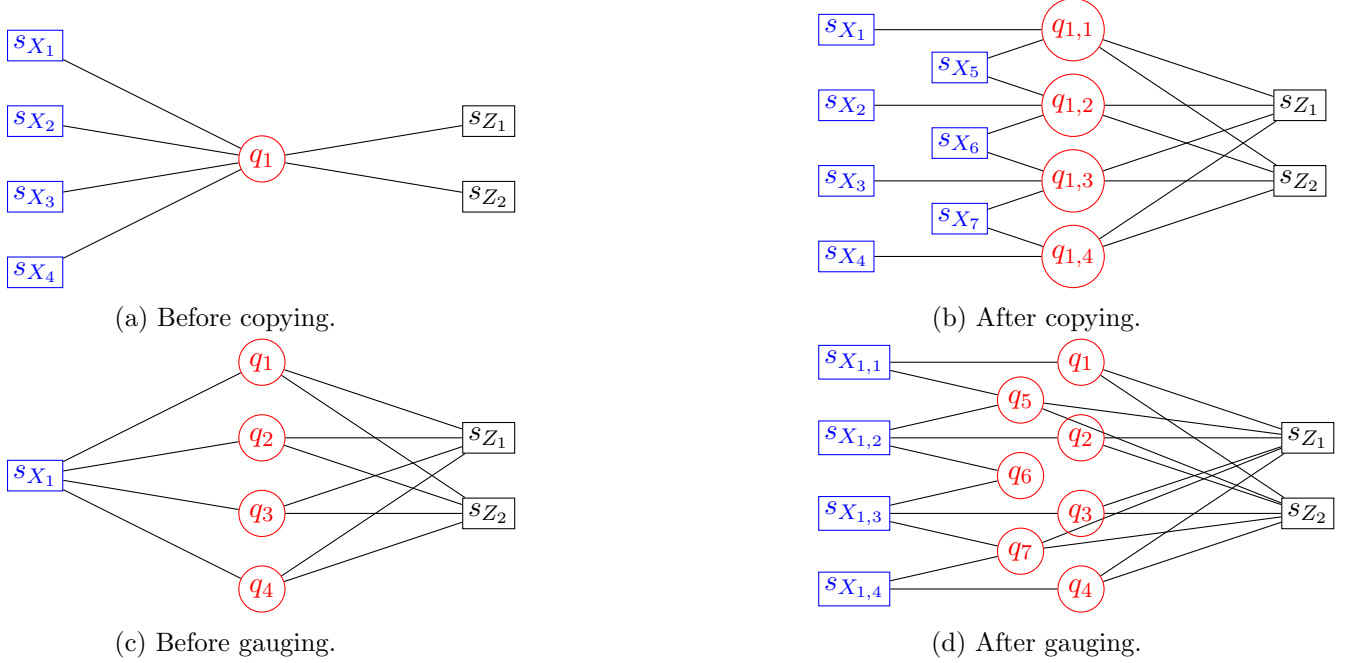 s_{X_1}
s_{X_2}
s_{X_3}
s_{X_4}
q_1
s_{Z_1}
s_{Z_2}
(a) Before copying.
s_{X_1}
s_{X_5}
s_{X_2}
s_{X_6}
s_{X_3}
s_{X_7}
s_{X_4}
q_{1,1}
q_{1,2}
q_{1,3}
q_{1,4}
s_{Z_1}
s_{Z_2}
(b) After copying.
s_{X_1}
q_1
q_2
q_3
q_4
s_{Z_1}
s_{Z_2}
(c) Before gauging.
s_{X_{1,1}}
s_{X_{1,2}}
s_{X_{1,3}}
s_{X_{1,4}}
q_1
q_5
q_2
q_6
q_3
q_7
q_4
s_{Z_1}
s_{Z_2}
(d) After gauging.